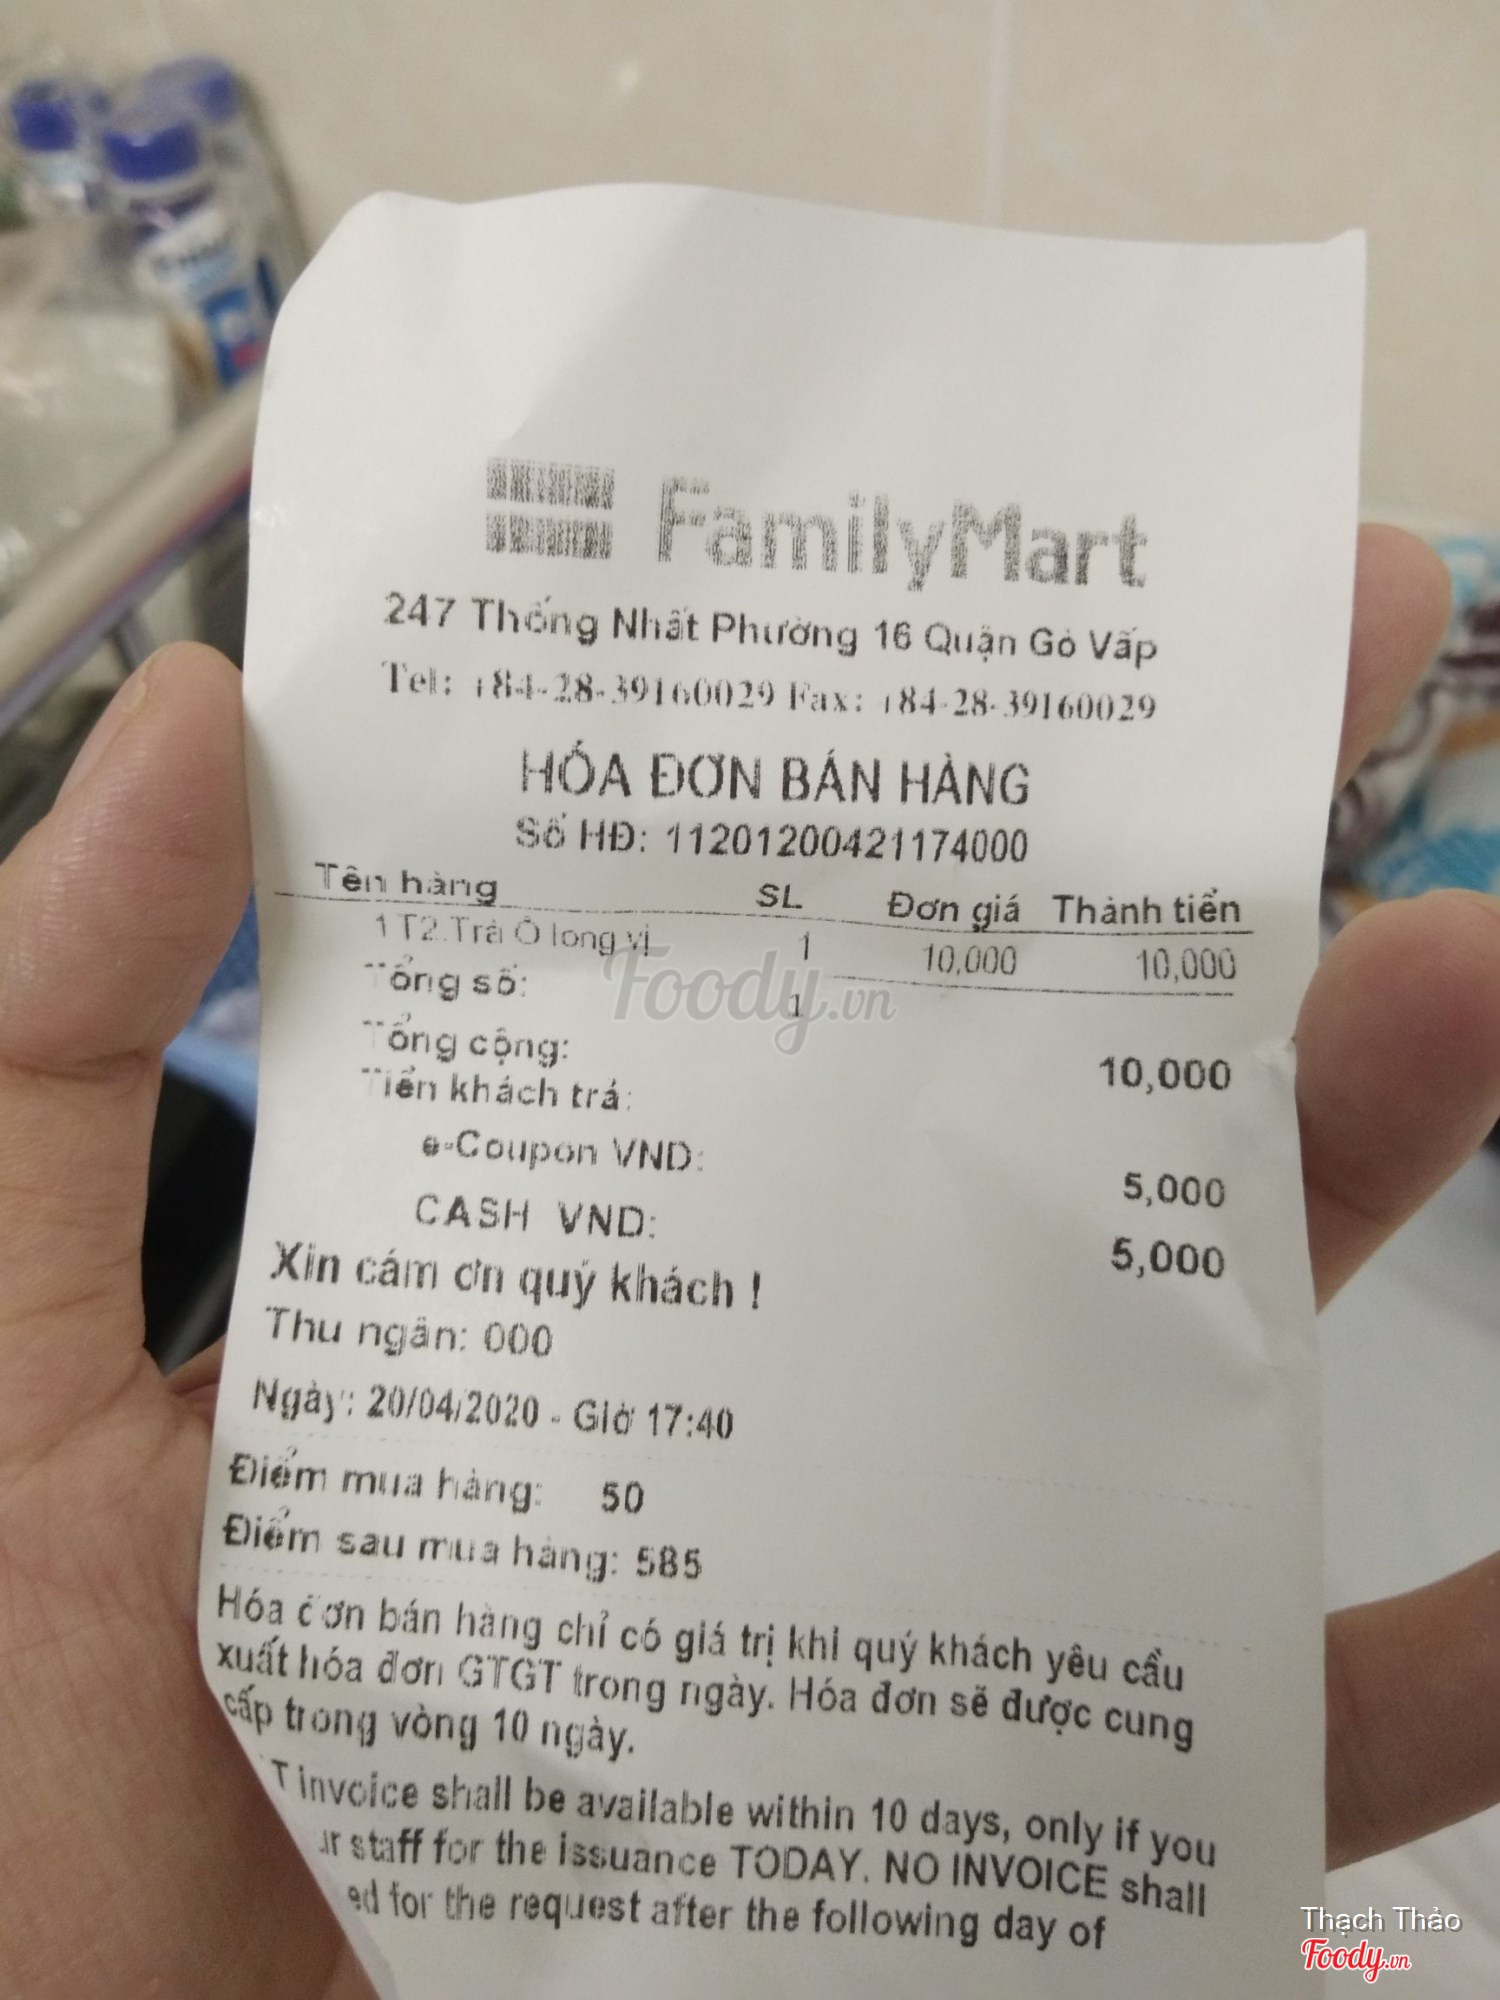 FamilyMart
247 Thống Nhất Phường 16 Quận Gò Vấp
Tel: +84-28-39160029 Fax: +84-28-39160029
HÓA ĐƠN BÁN HÀNG
Số HĐ: 11201200421174000
Tên hàng SL Đơn giá Thành tiền
1 T2.Trà Ô long vị 1 10,000 10,000
Tổng số: 1
Tổng cộng: 10,000
Tiền khách trả:
e-Coupon VND: 5,000
CASH VND: 5,000
Xin cám ơn quý khách !
Thu ngân: 000
Ngày: 20/04/2020 - Giờ 17:40
Điểm mua hàng: 50
Điểm sau mua hàng: 585
Hóa đơn bán hàng chỉ có giá trị khi quý khách yêu cầu
xuất hóa đơn GTGT trong ngày. Hóa đơn sẽ được cung
cấp trong vòng 10 ngày.
T invoice shall be available within 10 days, only if you
ur staff for the issuance TODAY. NO INVOICE shall
ed for the request after the following day of
Foody.vn
Thạch Thảo
Foody.vn